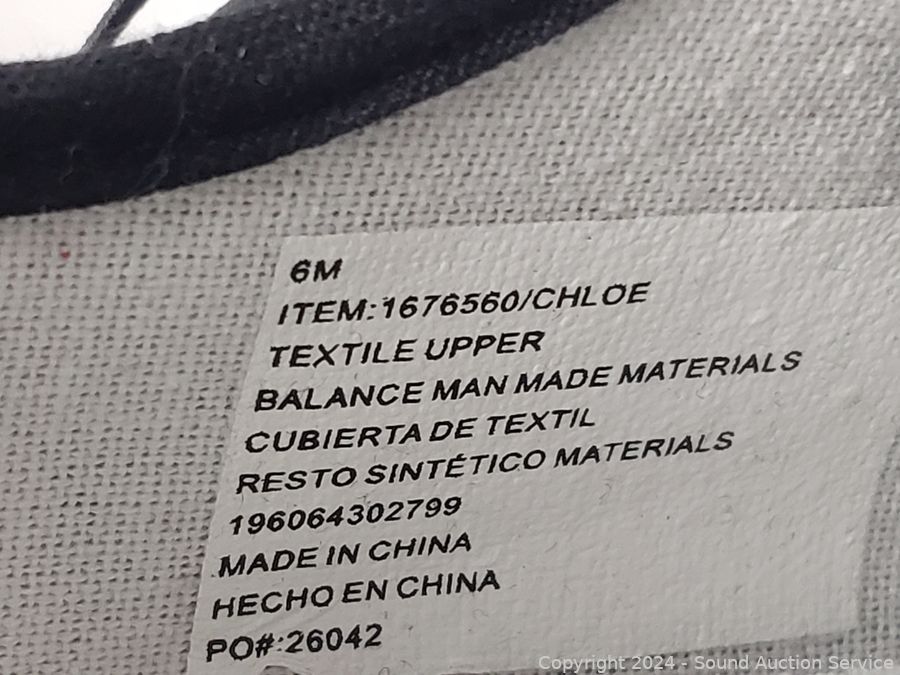 6M
ITEM:1676560/CHLOE
TEXTILE UPPER
BALANCE MAN MADE MATERIALS
CUBIERTA DE TEXTIL
RESTO SINTÉTICO MATERIALS
196064302799
MADE IN CHINA
HECHO EN CHINA
PO#:26042
Copyright 2024 - Sound Auction Service